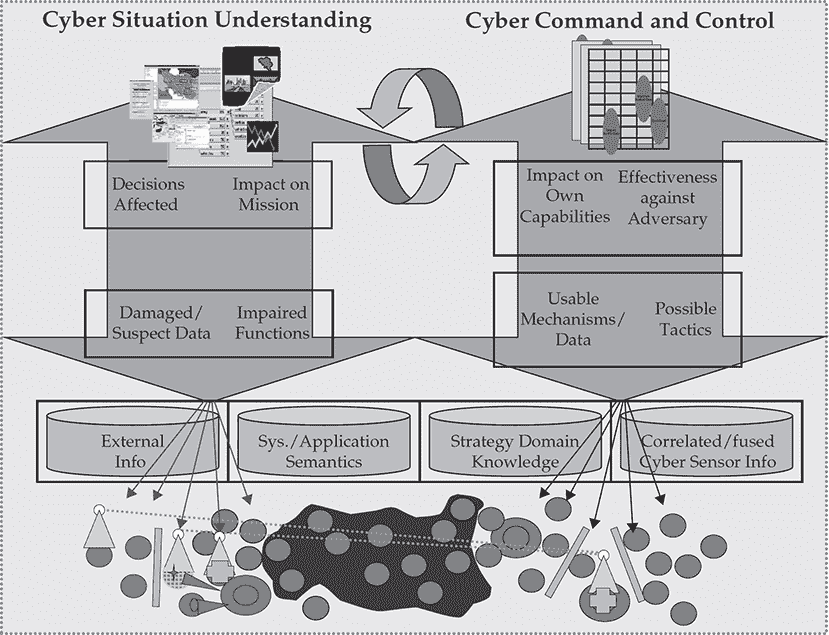 Cyber Situation Understanding
Cyber Command and Control
Decisions
Affected
Impact on
Mission
Impact on
Own
Capabilities
Effectiveness
against
Adversary
Damaged/
Suspect Data
Impaired
Functions
Usable
Mechanisms/
Data
Possible
Tactics
External
Info
Sys./Application
Semantics
Strategy Domain
Knowledge
Correlated/fused
Cyber Sensor Info